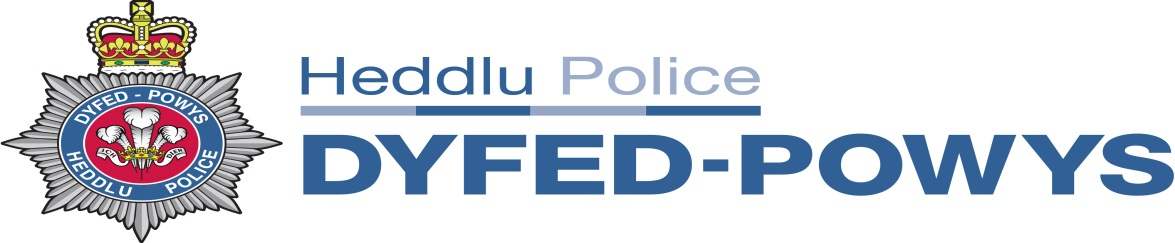 DYFED - POWYS
ICH DIEN
HEDDLU POLICE
Heddlu Police
DYFED-POWYS